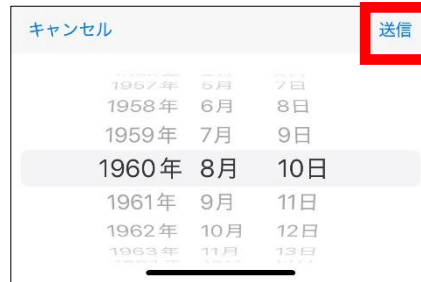 キャンセル 送信
1957年 5月 7日
1958年 6月 8日
1959年 7月 9日
1960年 8月 10日
1961年 9月 11日
1962年 10月 12日
1963年 11月 13日